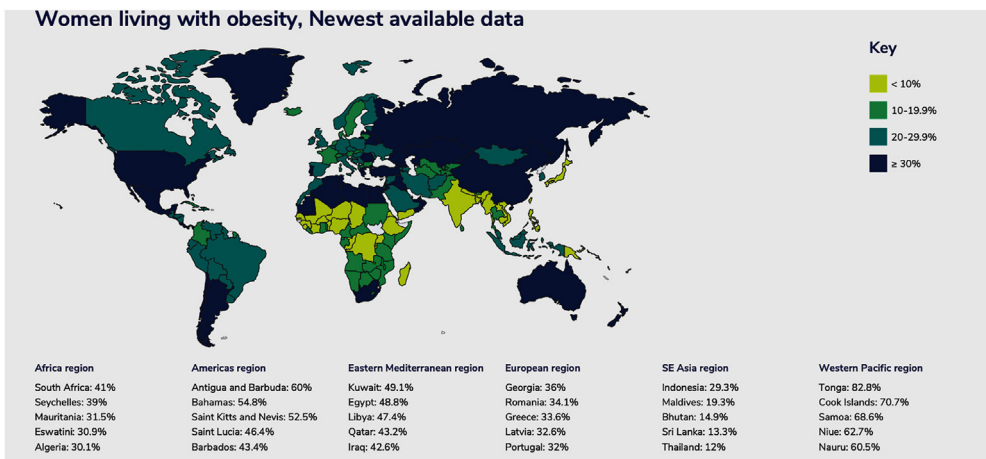 Women living with obesity, Newest available data
Key
< 10%
10-19.9%
20-29.9%
≥ 30%
Africa region
South Africa: 41%
Seychelles: 39%
Mauritania: 31.5%
Eswatini: 30.9%
Algeria: 30.1%
Americas region
Antigua and Barbuda: 60%
Bahamas: 54.8%
Saint Kitts and Nevis: 52.5%
Saint Lucia: 46.4%
Barbados: 43.4%
Eastern Mediterranean region
Kuwait: 49.1%
Egypt: 48.8%
Libya: 47.4%
Qatar: 43.2%
Iraq: 42.6%
European region
Georgia: 36%
Romania: 34.1%
Greece: 33.6%
Latvia: 32.6%
Portugal: 32%
SE Asia region
Indonesia: 29.3%
Maldives: 19.3%
Bhutan: 14.9%
Sri Lanka: 13.3%
Thailand: 12%
Western Pacific region
Tonga: 82.8%
Cook Islands: 70.7%
Samoa: 68.6%
Niue: 62.7%
Nauru: 60.5%